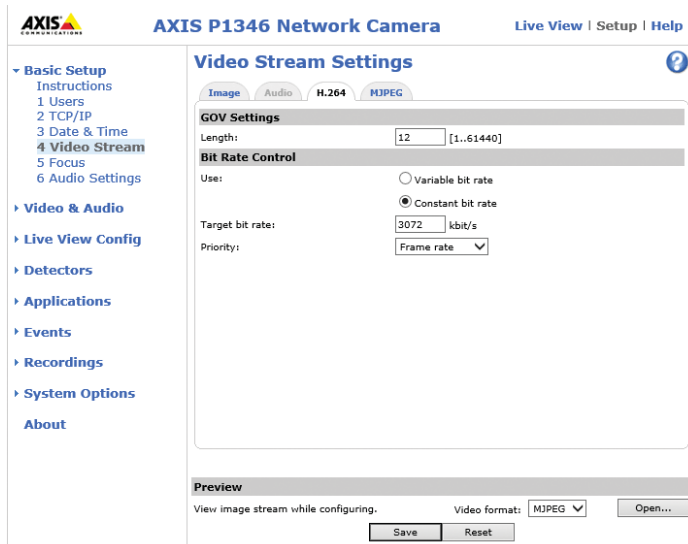 AXIS
COMMUNICATIONS
AXIS P1346 Network Camera
Live View | Setup | Help
Basic Setup
Instructions
1 Users
2 TCP/IP
3 Date & Time
4 Video Stream
5 Focus
6 Audio Settings
Video & Audio
Live View Config
Detectors
Applications
Events
Recordings
System Options
About
Video Stream Settings
?
Image Audio H.264 MJPEG
GOV Settings
Length: 12 [1..61440]
Bit Rate Control
Use: Variable bit rate
Constant bit rate
Target bit rate: 3072 kbit/s
Priority: Frame rate
Preview
View image stream while configuring. Video format: MJPEG Open...
Save Reset